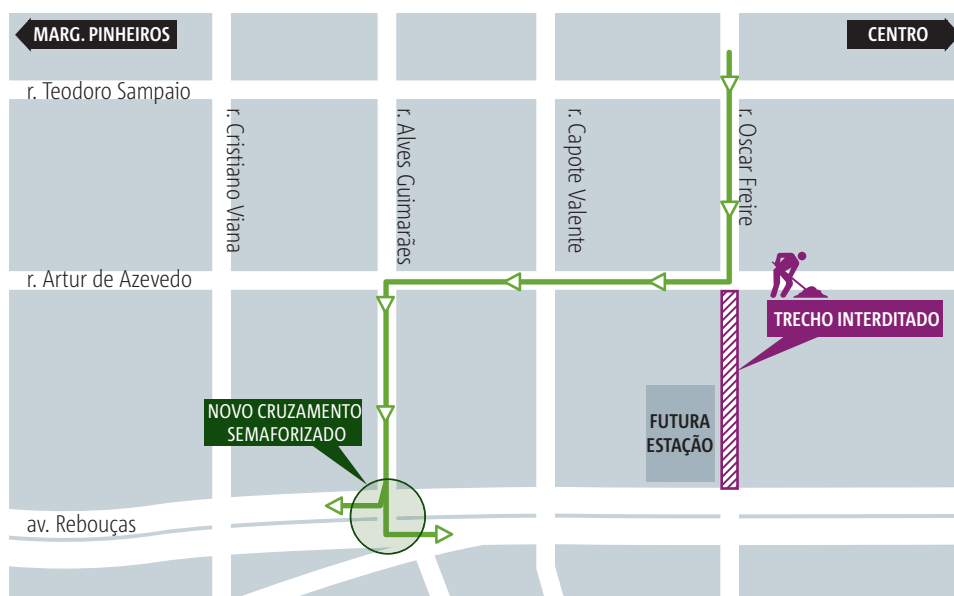 MARG. PINHEIROS
CENTRO
r. Teodoro Sampaio
r. Cristiano Viana
r. Alves Guimarães
r. Capote Valente
r. Oscar Freire
r. Artur de Azevedo
TRECHO INTERDITADO
NOVO CRUZAMENTO
SEMAFORIZADO
FUTURA
ESTAÇÃO
av. Rebouças